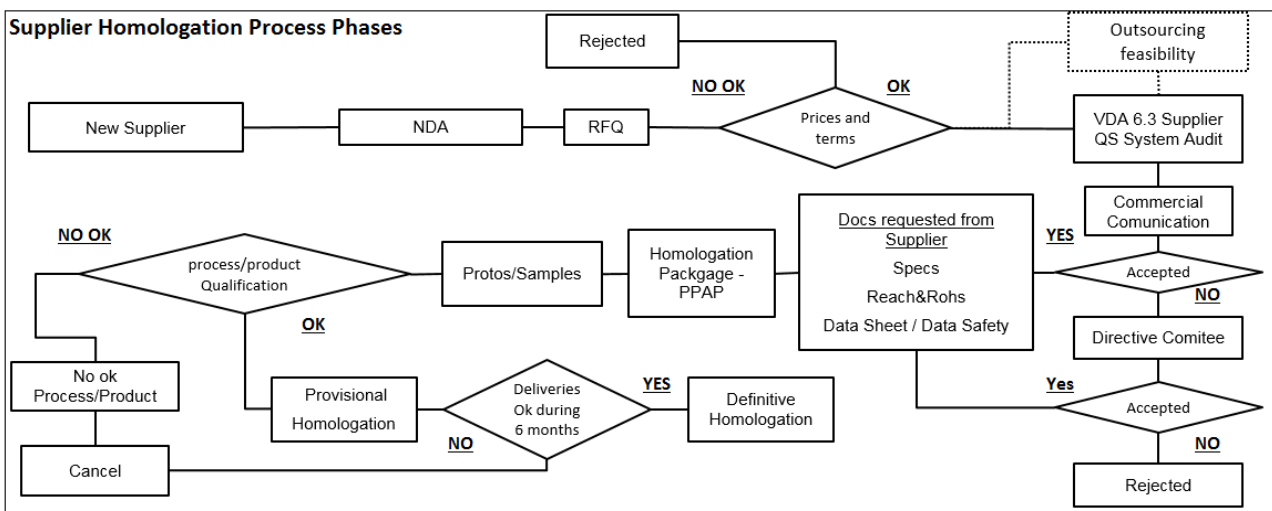 Supplier Homologation Process Phases
Rejected
Outsourcing
feasibility
NO OK
OK
New Supplier
NDA
RFQ
Prices and
terms
VDA 6.3 Supplier
QS System Audit
Commercial
Comunication
YES
Accepted
NO
Docs requested from
Supplier
Specs
Reach&Rohs
Data Sheet / Data Safety
Homologation
Packgage -
PPAP
Protos/Samples
NO OK
process/product
Qualification
OK
Directive Comitee
Yes
Accepted
NO
Rejected
No ok
Process/Product
Cancel
Provisional
Homologation
Deliveries
Ok during
6 months
YES
NO
Definitive
Homologation